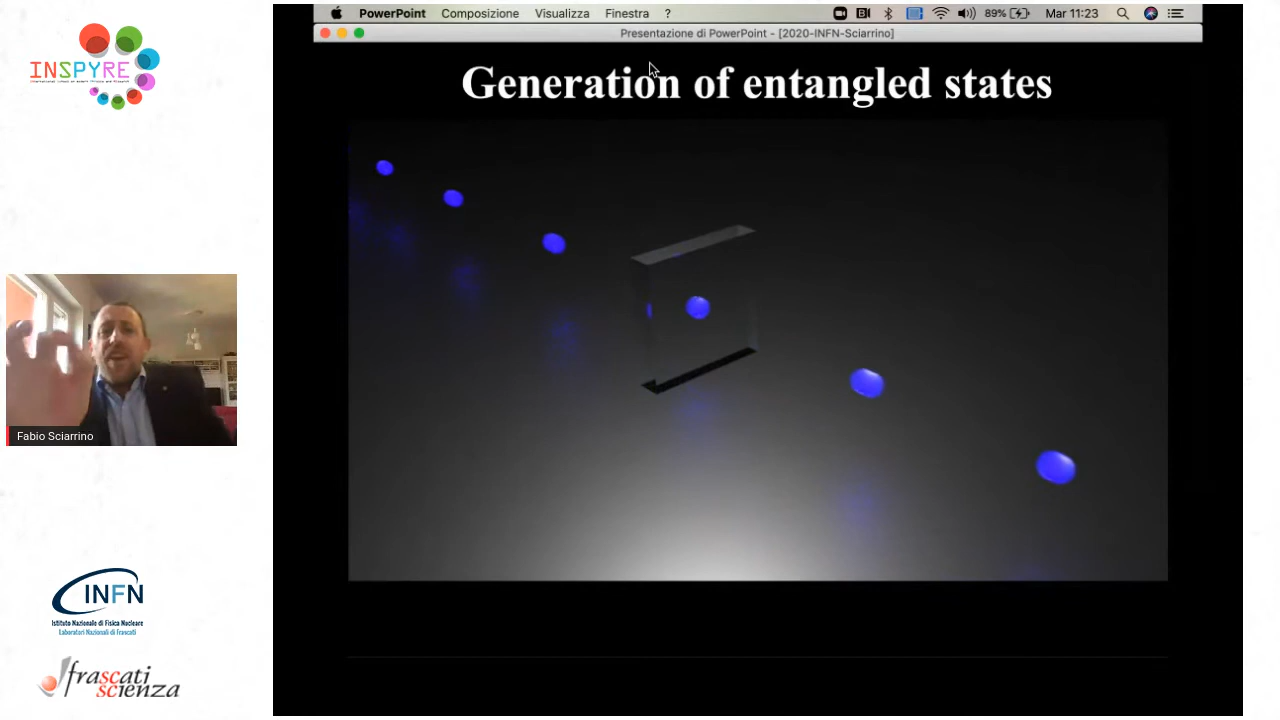 PowerPoint Composizione Visualizza Finestra ? 89% Mar 11:23
Presentazione di PowerPoint - [2020-INFN-Sciarrino]
Generation of entangled states
INSPYRE
Fabio Sciarrino
INFN
Istituto Nazionale di Fisica Nucleare
Laboratori Nazionali di Frascati
frascati
scienza